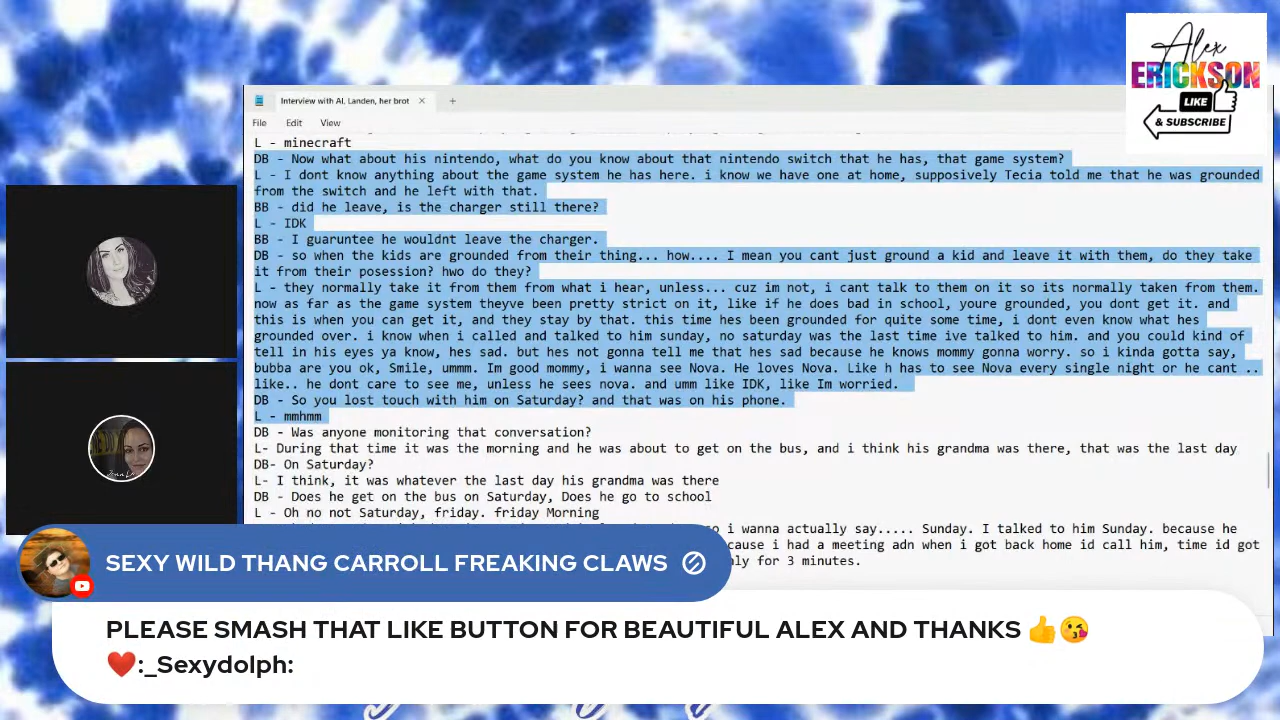 Alex
ERICKSON
LIKE
& SUBSCRIBE
Interview with Al, Landen, her brot
File Edit View
L - minecraft
DB - Now what about his nintendo, what do you know about that nintendo switch that he has, that game system?
L - I dont know anything about the game system he has here. i know we have one at home, supposively Tecia told me that he was grounded
from the switch and he left with that.
BB - did he leave, is the charger still there?
L - IDK
BB - I guaruntee he wouldnt leave the charger.
DB - so when the kids are grounded from their thing... how.... I mean you cant just ground a kid and leave it with them, do they take
it from their posession? hwo do they?
L - they normally take it from them from what i hear, unless... cuz im not, i cant talk to them on it so its normally taken from them.
now as far as the game system theyve been pretty strict on it, like if he does bad in school, youre grounded, you dont get it. and
this is when you can get it, and they stay by that. this time hes been grounded for quite some time, i dont even know what hes
grounded over. i know when i called and talked to him sunday, no saturday was the last time ive talked to him. and you could kind of
tell in his eyes ya know, hes sad. but hes not gonna tell me that hes sad because he knows mommy gonna worry. so i kinda gotta say,
bubba are you ok, Smile, ummm. Im good mommy, i wanna see Nova. He loves Nova. Like h has to see Nova every single night or he cant ..
like.. he dont care to see me, unless he sees nova. and umm like IDK, like Im worried.
DB - So you lost touch with him on Saturday? and that was on his phone.
L - mmhmm
DB - Was anyone monitoring that conversation?
L- During that time it was the morning and he was about to get on the bus, and i think his grandma was there, that was the last day
DB- On Saturday?
L- I think, it was whatever the last day his grandma was there
DB - Does he get on the bus on Saturday, Does he go to school
L - Oh no not Saturday, friday. friday Morning
i wanna actually say..... Sunday. I talked to him Sunday. because he
cause i had a meeting adn when i got back home id call him, time id got
for 3 minutes.
SEXY WILD THANG CARROLL FREAKING CLAWS
PLEASE SMASH THAT LIKE BUTTON FOR BEAUTIFUL ALEX AND THANKS 👍😘
❤️:_Sexydolph: